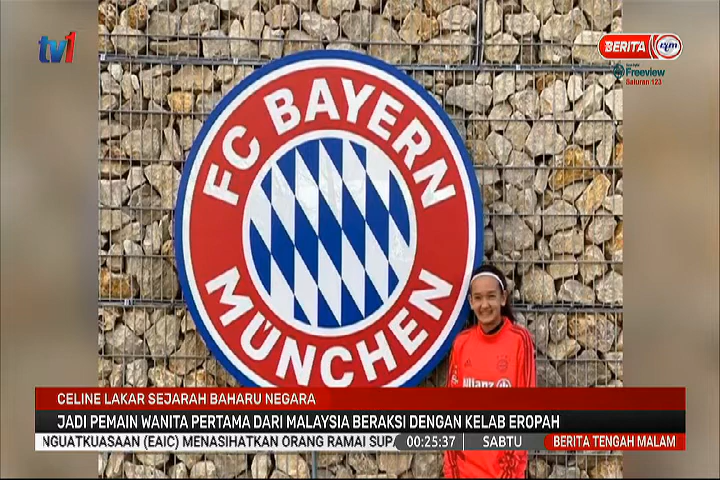 tv1
BERITA rtm
Freeview
Saluran 123
FC BAYERN
MÜNCHEN
Allianz
CELINE LAKAR SEJARAH BAHARU NEGARA
JADI PEMAIN WANITA PERTAMA DARI MALAYSIA BERAKSI DENGAN KELAB EROPAH
NGUATKUASAAN (EAIC) MENASIHATKAN ORANG RAMAI SUP 00:25:37 SABTU BERITA TENGAH MALAM